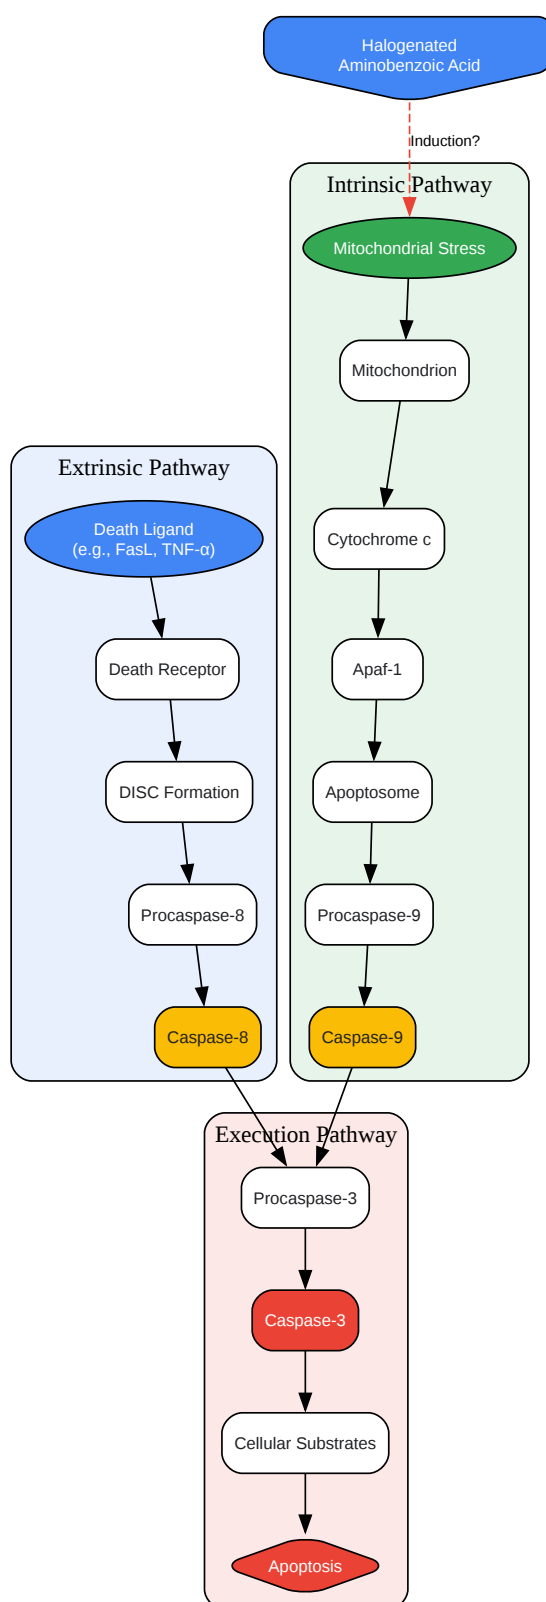 Halogenated
Aminobenzoic Acid
Induction?
Intrinsic Pathway
Mitochondrial Stress
Mitochondrion
Cytochrome c
Apaf-1
Apoptosome
Procaspase-9
Caspase-9
Extrinsic Pathway
Death Ligand
(e.g., FasL, TNF-α)
Death Receptor
DISC Formation
Procaspase-8
Caspase-8
Execution Pathway
Procaspase-3
Caspase-3
Cellular Substrates
Apoptosis